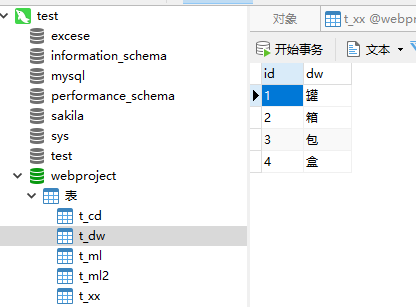 test
excese
information_schema
mysql
performance_schema
sakila
sys
test
webproject
表
t_cd
t_dw
t_ml
t_ml2
t_xx
对象
t_xx @webpr
开始事务
文本
id dw
1 罐
2 箱
3 包
4 盒